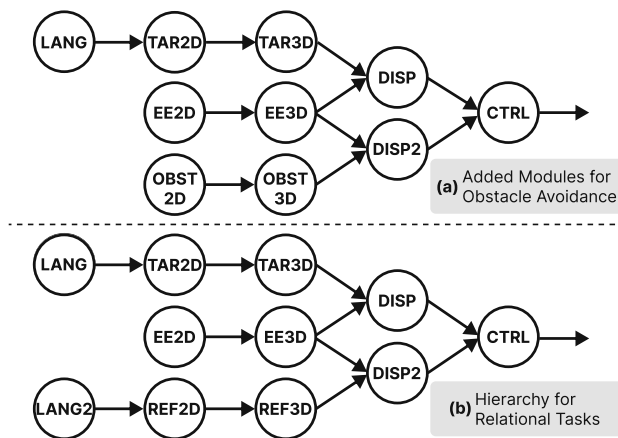 LANG
TAR2D
TAR3D
DISP
EE2D
EE3D
CTRL
DISP2
OBST
2D
OBST
3D
(a) Added Modules for
Obstacle Avoidance
LANG
TAR2D
TAR3D
DISP
EE2D
EE3D
CTRL
DISP2
LANG2
REF2D
REF3D
(b) Hierarchy for
Relational Tasks